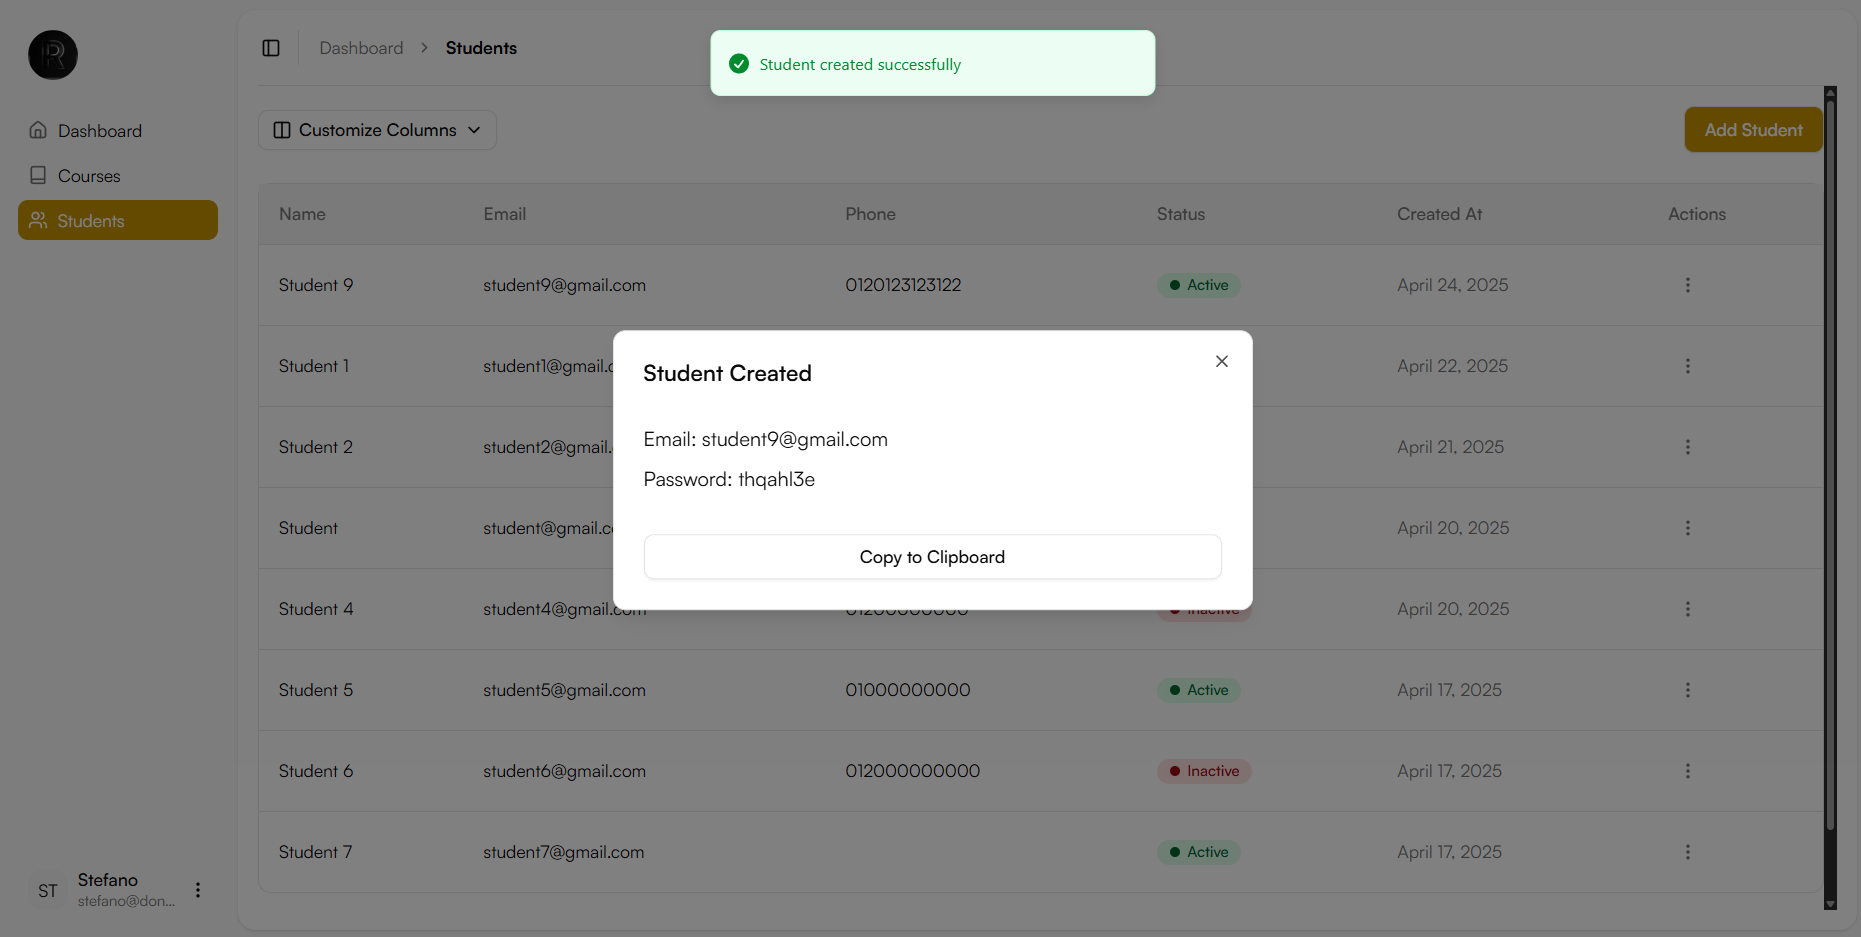 R
Dashboard > Students
Student created successfully
Dashboard
Courses
Students
Customize Columns
Add Student
Name Email Phone Status Created At Actions
Student 9 student9@gmail.com 0120123123122 Active April 24, 2025
Student 1 student1@gmail.c April 22, 2025
Student 2 student2@gmail. April 21, 2025
Student student@gmail.c April 20, 2025
Student 4 student4@gmail.com 01200000000 Inactive April 20, 2025
Student 5 student5@gmail.com 01000000000 Active April 17, 2025
Student 6 student6@gmail.com 012000000000 Inactive April 17, 2025
Student 7 student7@gmail.com Active April 17, 2025
Student Created
Email: student9@gmail.com
Password: thqahl3e
Copy to Clipboard
ST
Stefano
stefano@don...